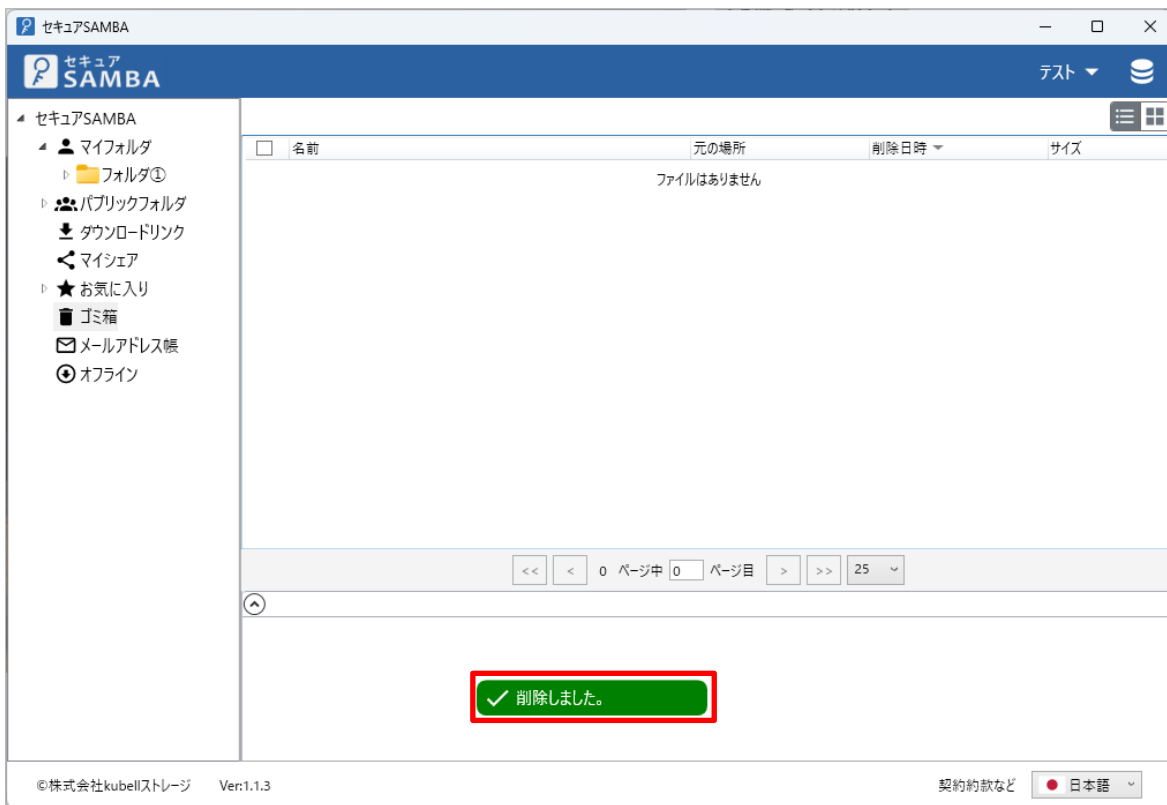 セキュアSAMBA
セキュア
SAMBA
テスト
セキュアSAMBA
マイフォルダ
フォルダ①
パブリックフォルダ
ダウンロードリンク
マイシェア
お気に入り
ゴミ箱
メールアドレス帳
オフライン
名前 元の場所 削除日時 サイズ
ファイルはありません
<< < 0 ページ中 0 ページ目 > >> 25
削除しました。
©株式会社kubellストレージ Ver:1.1.3 契約約款など 日本語